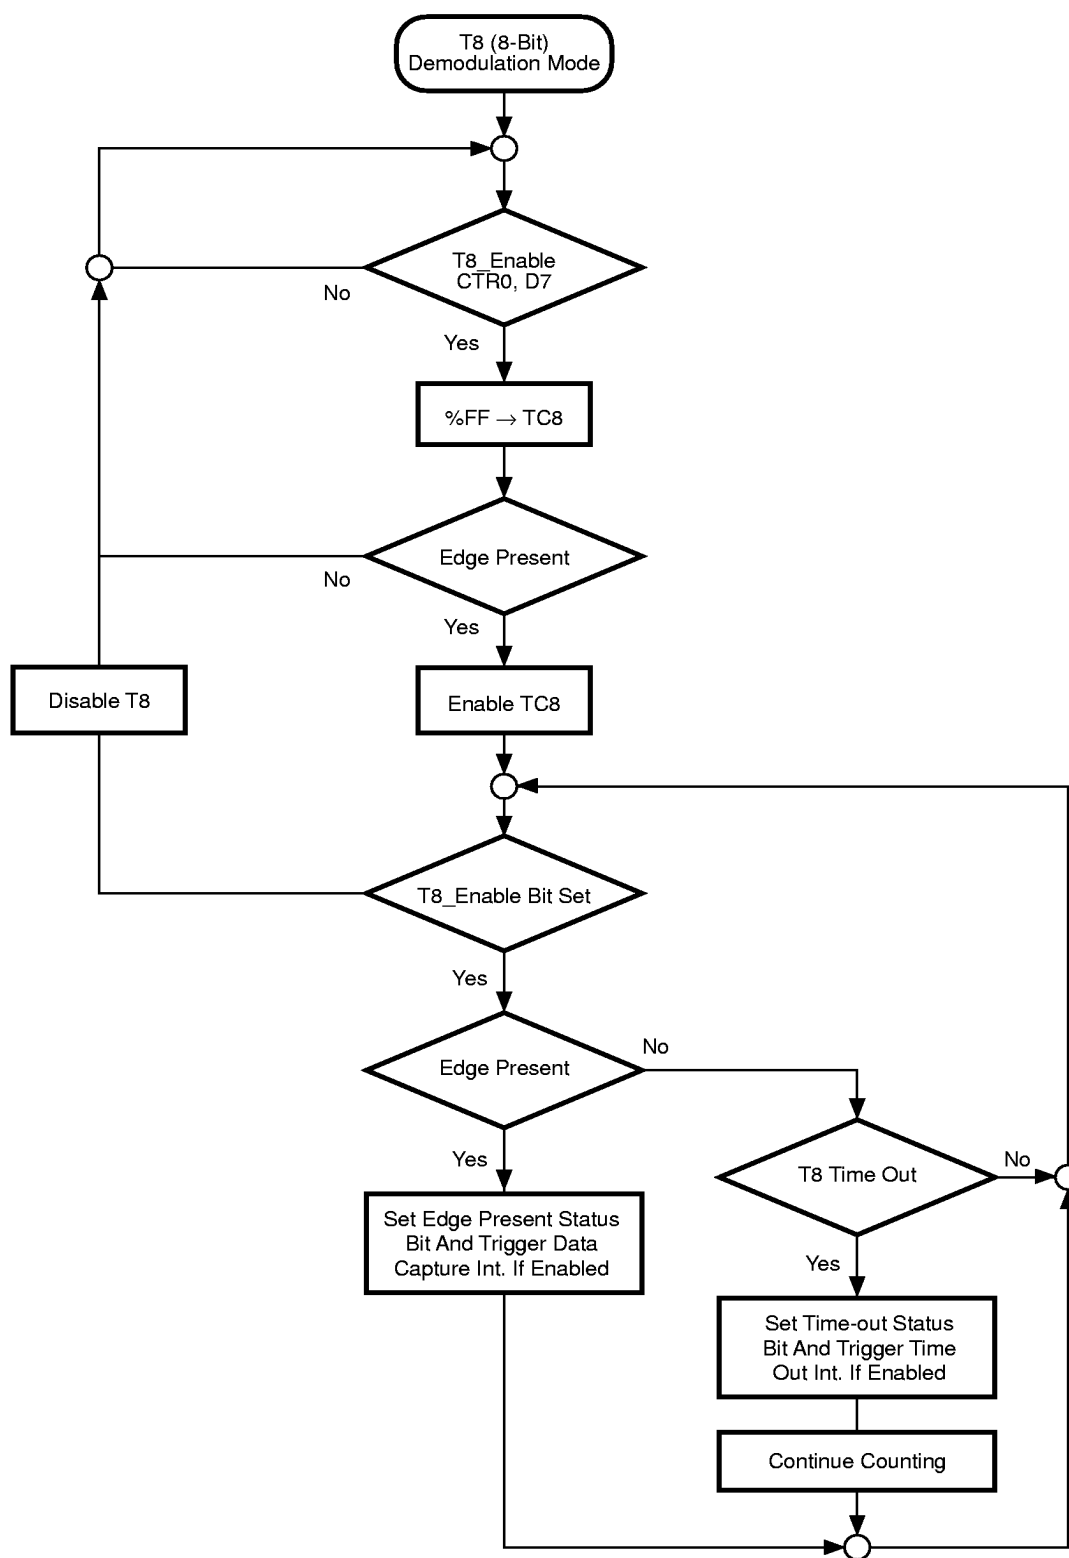 T8 (8-Bit)
Demodulation Mode
T8_Enable
CTR0, D7
No
Yes
%FF → TC8
Edge Present
No
Yes
Disable T8
Enable TC8
T8_Enable Bit Set
Yes
Edge Present
No
Yes
T8 Time Out
No
Set Edge Present Status
Bit And Trigger Data
Capture Int. If Enabled
Yes
Set Time-out Status
Bit And Trigger Time
Out Int. If Enabled
Continue Counting